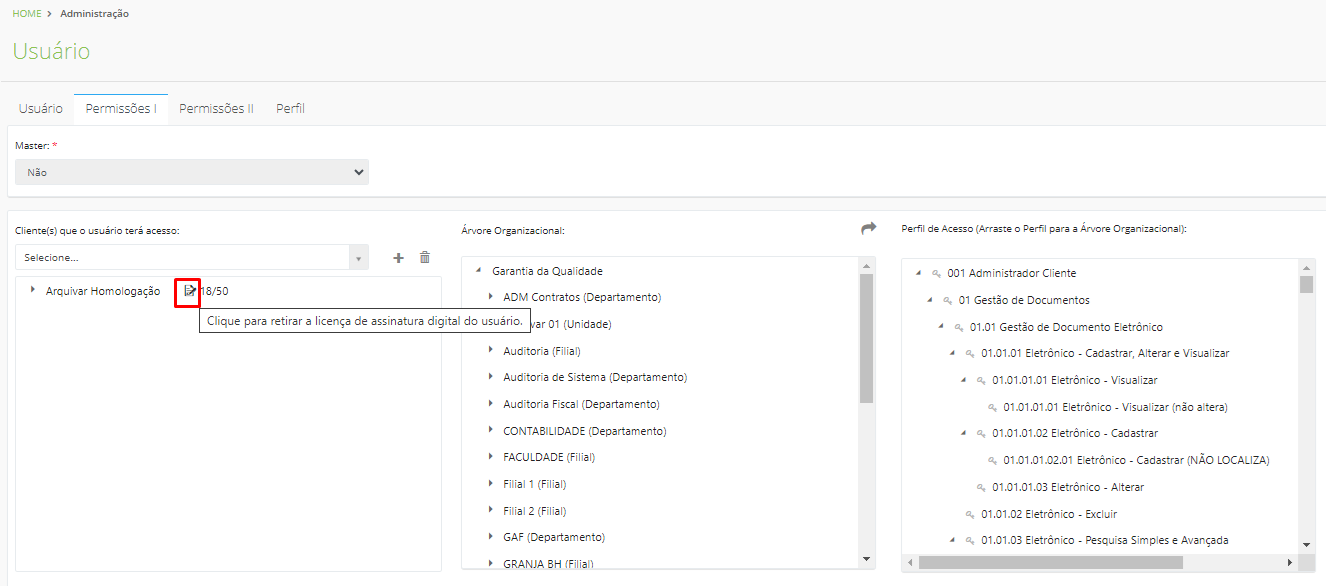 HOME > Administração
Usuário
Usuário Permissões I Permissões II Perfil
Master: *
Não
Cliente(s) que o usuário terá acesso:
Selecione...
Arquivar Homologação 18/50
Clique para retirar a licença de assinatura digital do usuário.
Árvore Organizacional:
Garantia da Qualidade
ADM Contratos (Departamento)
var 01 (Unidade)
Auditoria (Filial)
Auditoria de Sistema (Departamento)
Auditoria Fiscal (Departamento)
CONTABILIDADE (Departamento)
FACULDADE (Filial)
Filial 1 (Filial)
Filial 2 (Filial)
GAF (Departamento)
GRANJA BH (Filial)
Perfil de Acesso (Arraste o Perfil para a Árvore Organizacional):
001 Administrador Cliente
01 Gestão de Documentos
01.01 Gestão de Documento Eletrônico
01.01.01 Eletrônico - Cadastrar, Alterar e Visualizar
01.01.01.01 Eletrônico - Visualizar
01.01.01.01 Eletrônico - Visualizar (não altera)
01.01.01.02 Eletrônico - Cadastrar
01.01.01.02.01 Eletrônico - Cadastrar (NÃO LOCALIZA)
01.01.01.03 Eletrônico - Alterar
01.01.02 Eletrônico - Excluir
01.01.03 Eletrônico - Pesquisa Simples e Avançada